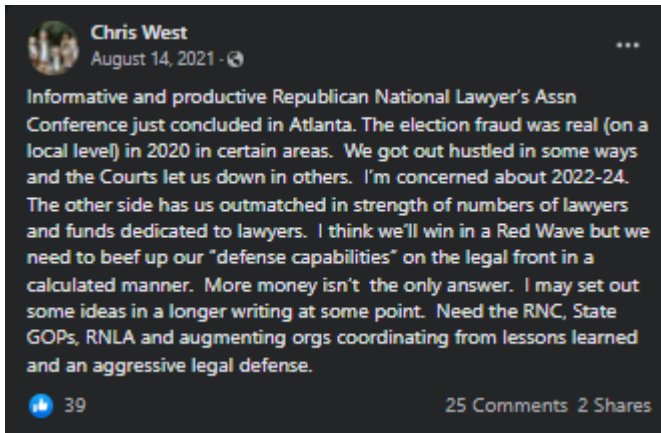 Chris West
August 14, 2021 ·
Informative and productive Republican National Lawyer's Assn
Conference just concluded in Atlanta. The election fraud was real (on a
local level) in 2020 in certain areas.  We got out hustled in some ways
and the Courts let us down in others.  I'm concerned about 2022-24.
The other side has us outmatched in strength of numbers of lawyers
and funds dedicated to lawyers.  I think we'll win in a Red Wave but we
need to beef up our "defense capabilities" on the legal front in a
calculated manner.  More money isn't  the only answer.  I may set out
some ideas in a longer writing at some point.  Need the RNC, State
GOPs, RNLA and augmenting orgs coordinating from lessons learned
and an aggressive legal defense.
39
25 Comments 2 Shares